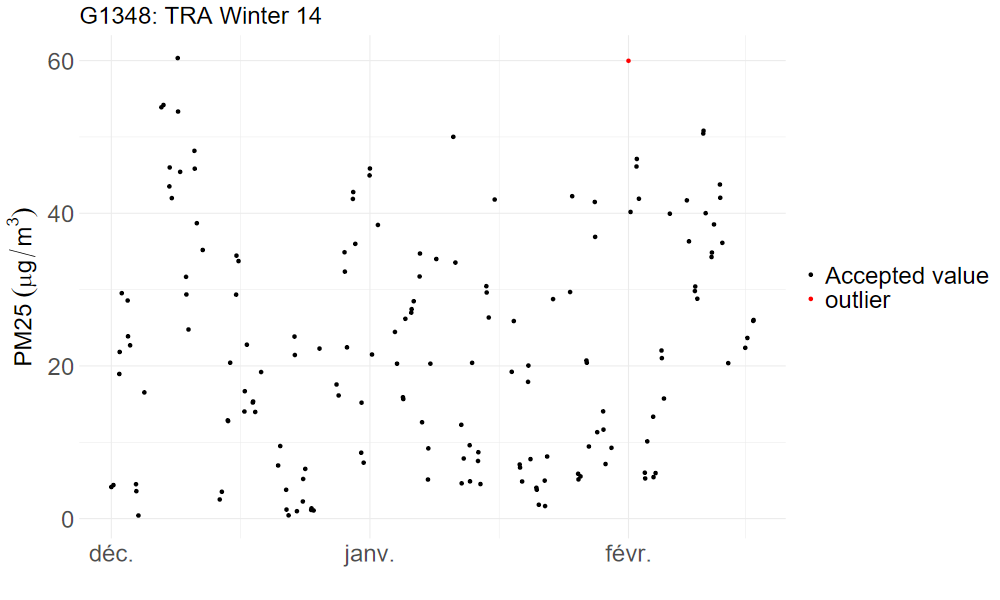 G1348: TRA Winter 14
60
40
20
0
PM25 (μg/m³)
déc.
janv.
févr.
Accepted value
outlier